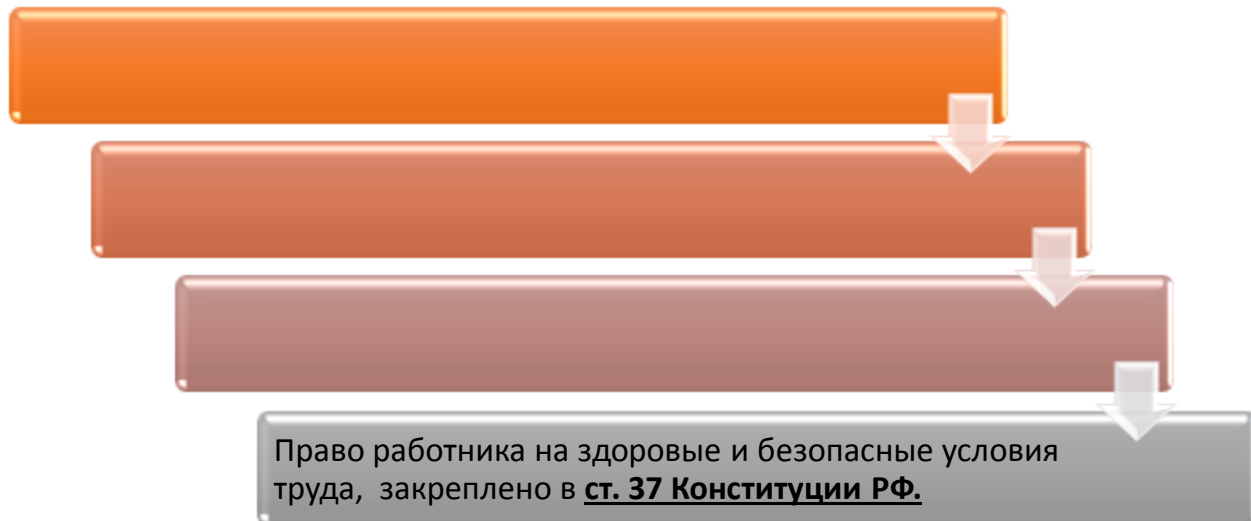 Право работника на здоровые и безопасные условия
труда, закреплено в ст. 37 Конституции РФ.